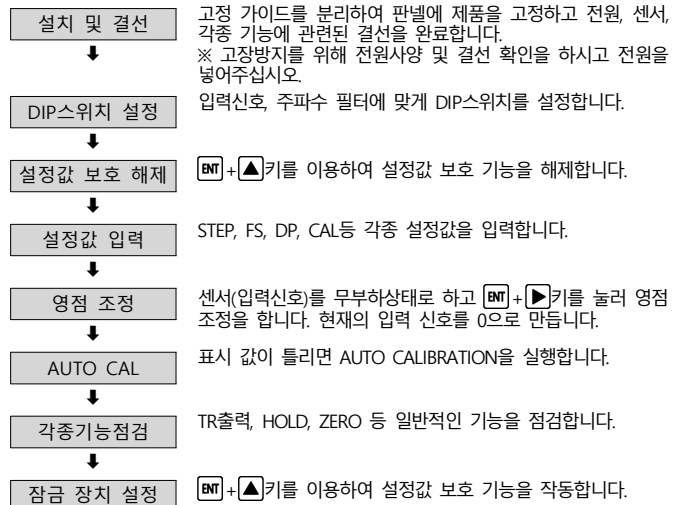 설치 및 결선
고정 가이드를 분리하여 판넬에 제품을 고정하고 전원, 센서,
각종 기능에 관련된 결선을 완료합니다.
※ 고장방지를 위해 전원사양 및 결선 확인을 하시고 전원을
넣어주십시오.
DIP스위치 설정
입력신호, 주파수 필터에 맞게 DIP스위치를 설정합니다.
설정값 보호 해제
ENT+▲키를 이용하여 설정값 보호 기능을 해제합니다.
설정값 입력
STEP, FS, DP, CAL등 각종 설정값을 입력합니다.
영점 조정
센서(입력신호)를 무부하상태로 하고 ENT+▶키를 눌러 영점
조정을 합니다. 현재의 입력 신호를 0으로 만듭니다.
AUTO CAL
표시 값이 틀리면 AUTO CALIBRATION을 실행합니다.
각종기능점검
TR출력, HOLD, ZERO 등 일반적인 기능을 점검합니다.
잠금 장치 설정
ENT+▲키를 이용하여 설정값 보호 기능을 작동합니다.